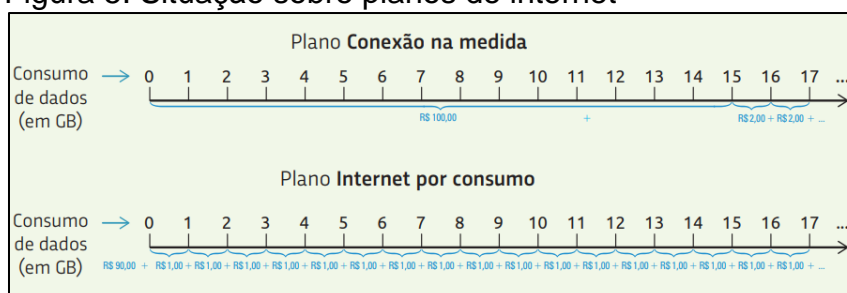 Figura 3: Situação sobre planos de internet
Plano Conexão na medida
Consumo de dados (em GB)
0 1 2 3 4 5 6 7 8 9 10 11 12 13 14 15 16 17 ...
R$ 100,00 + R$ 2,00 + R$ 2,00 + ...
Plano Internet por consumo
Consumo de dados (em GB)
0 1 2 3 4 5 6 7 8 9 10 11 12 13 14 15 16 17 ...
R$ 90,00 + R$ 1,00 + R$ 1,00 + R$ 1,00 + R$ 1,00 + R$ 1,00 + R$ 1,00 + R$ 1,00 + R$ 1,00 + R$ 1,00 + R$ 1,00 + R$ 1,00 + R$ 1,00 + R$ 1,00 + R$ 1,00 + R$ 1,00 + R$ 1,00 + R$ 1,00 + ...